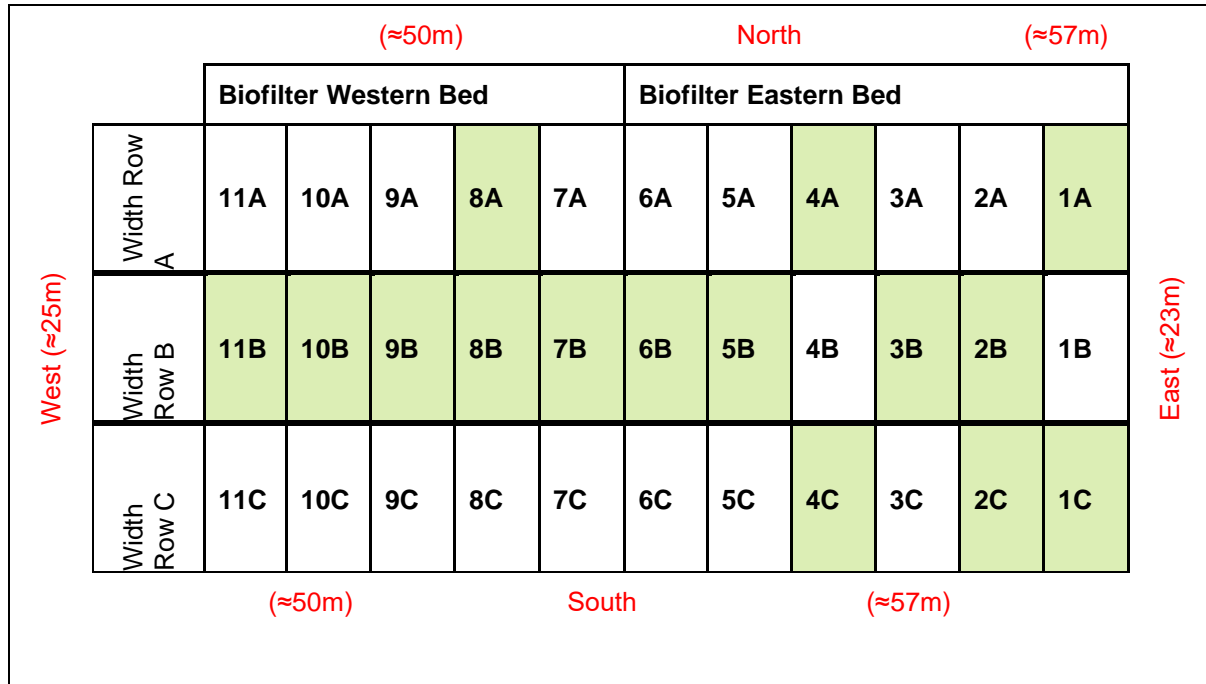 (≈50m) North (≈57m)
Biofilter Western Bed Biofilter Eastern Bed
Width Row
A
11A 10A 9A 8A 7A 6A 5A 4A 3A 2A 1A
West (≈25m)
Width
Row B
11B 10B 9B 8B 7B 6B 5B 4B 3B 2B 1B
East (≈23m)
Width
Row C
11C 10C 9C 8C 7C 6C 5C 4C 3C 2C 1C
(≈50m) South (≈57m)